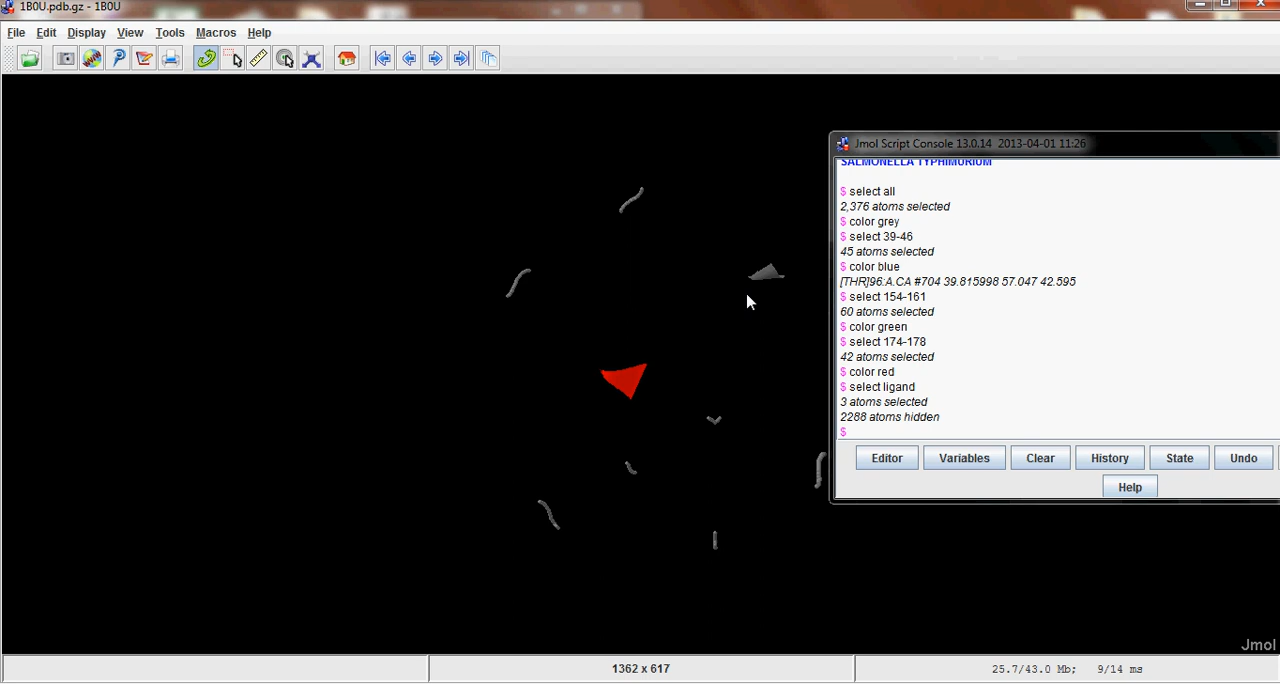 1B0U.pdb.gz - 1B0U
File Edit Display View Tools Macros Help
Jmol Script Console 13.0.14 2013-04-01 11:26
SALMONELLA TYPHIMURIUM
$ select all
2,376 atoms selected
$ color grey
$ select 39-46
45 atoms selected
$ color blue
[THR]96:A.CA #704 39.815998 57.047 42.595
$ select 154-161
60 atoms selected
$ color green
$ select 174-178
42 atoms selected
$ color red
$ select ligand
3 atoms selected
2288 atoms hidden
$
Editor Variables Clear History State Undo
Help
Jmol
1362 x 617
25.7/43.0 Mb; 9/14 ms